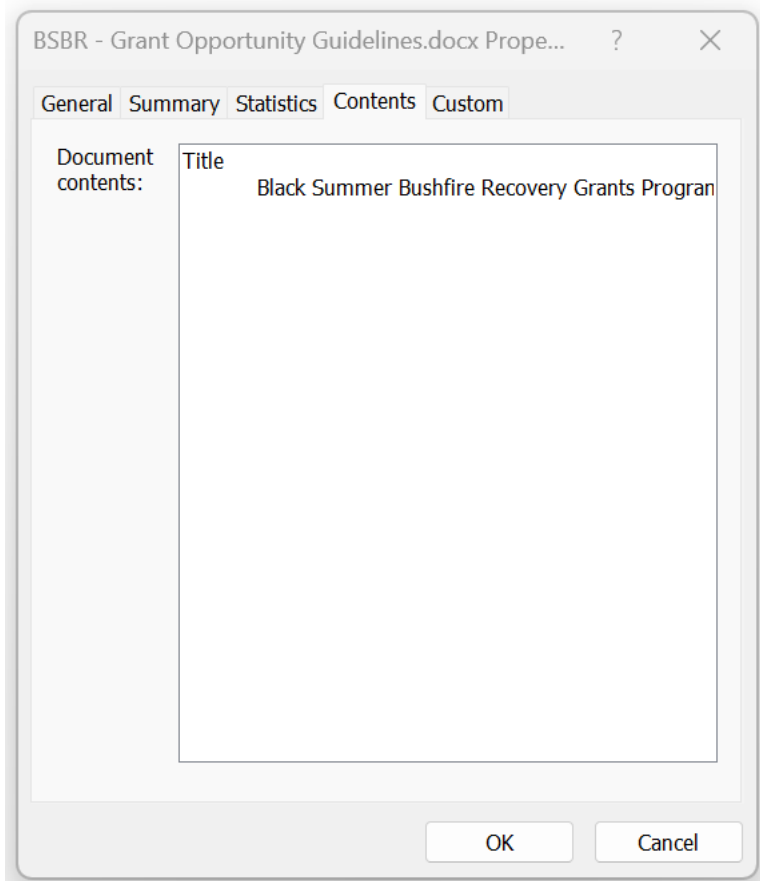 BSBR - Grant Opportunity Guidelines.docx Prope... ?
General Summary Statistics Contents Custom
Document
contents:
Title
Black Summer Bushfire Recovery Grants
OK Cancel